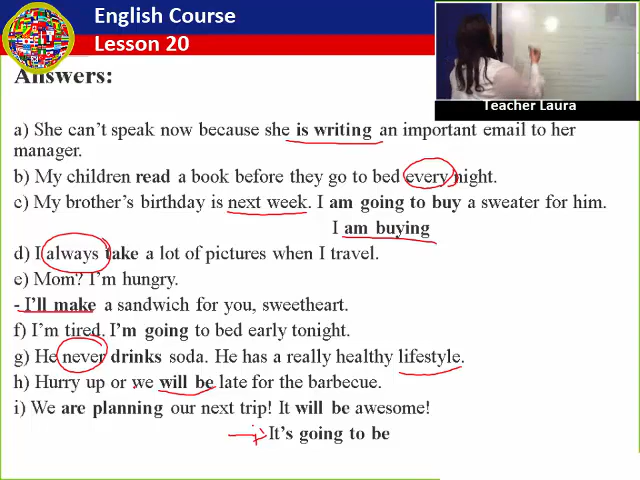 English Course
Lesson 20
Teacher Laura
Answers:
a) She can't speak now because she is writing an important email to her
manager.
b) My children read a book before they go to bed every night.
c) My brother's birthday is next week. I am going to buy a sweater for him.
I am buying
d) I always take a lot of pictures when I travel.
e) Mom? I'm hungry.
- I'll make a sandwich for you, sweetheart.
f) I'm tired. I'm going to bed early tonight.
g) He never drinks soda. He has a really healthy lifestyle.
h) Hurry up or we will be late for the barbecue.
i) We are planning our next trip! It will be awesome!
It's going to be